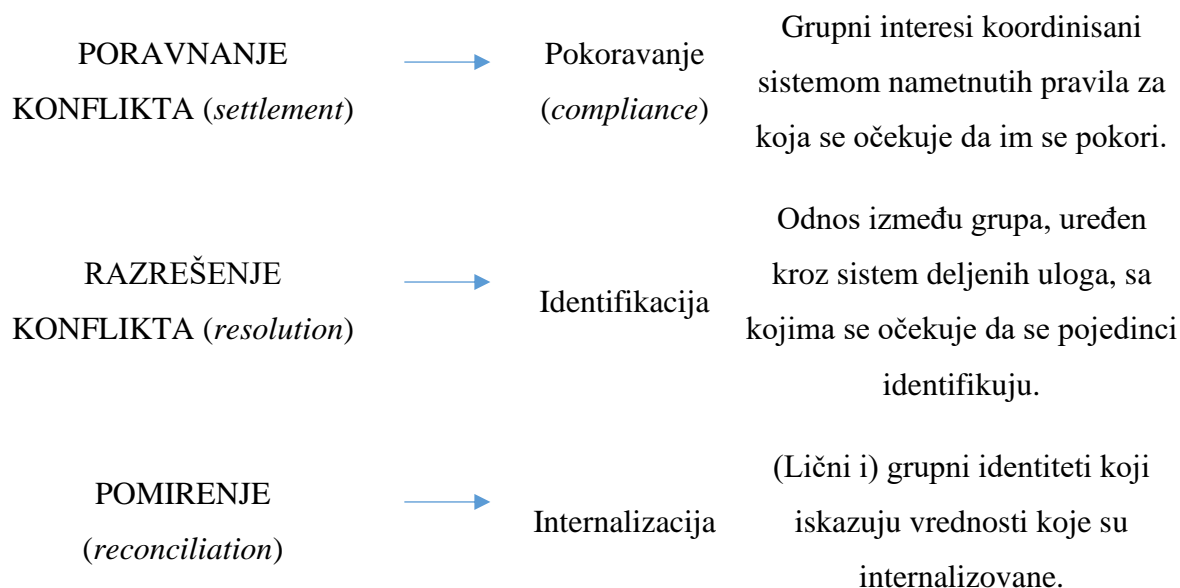 PORAVNANJE
KONFLIKTA (settlement)
Pokoravanje
(compliance)
Grupni interesi koordinisani
sistemom nametnutih pravila za
koja se očekuje da im se pokori.
RAZREŠENJE
KONFLIKTA (resolution)
Identifikacija
Odnos između grupa, uređen
kroz sistem deljenih uloga, sa
kojima se očekuje da se pojedinci
identifikuju.
POMIRENJE
(reconciliation)
Internalizacija
(Lični i) grupni identiteti koji
iskazuju vrednosti koje su
internalizovane.